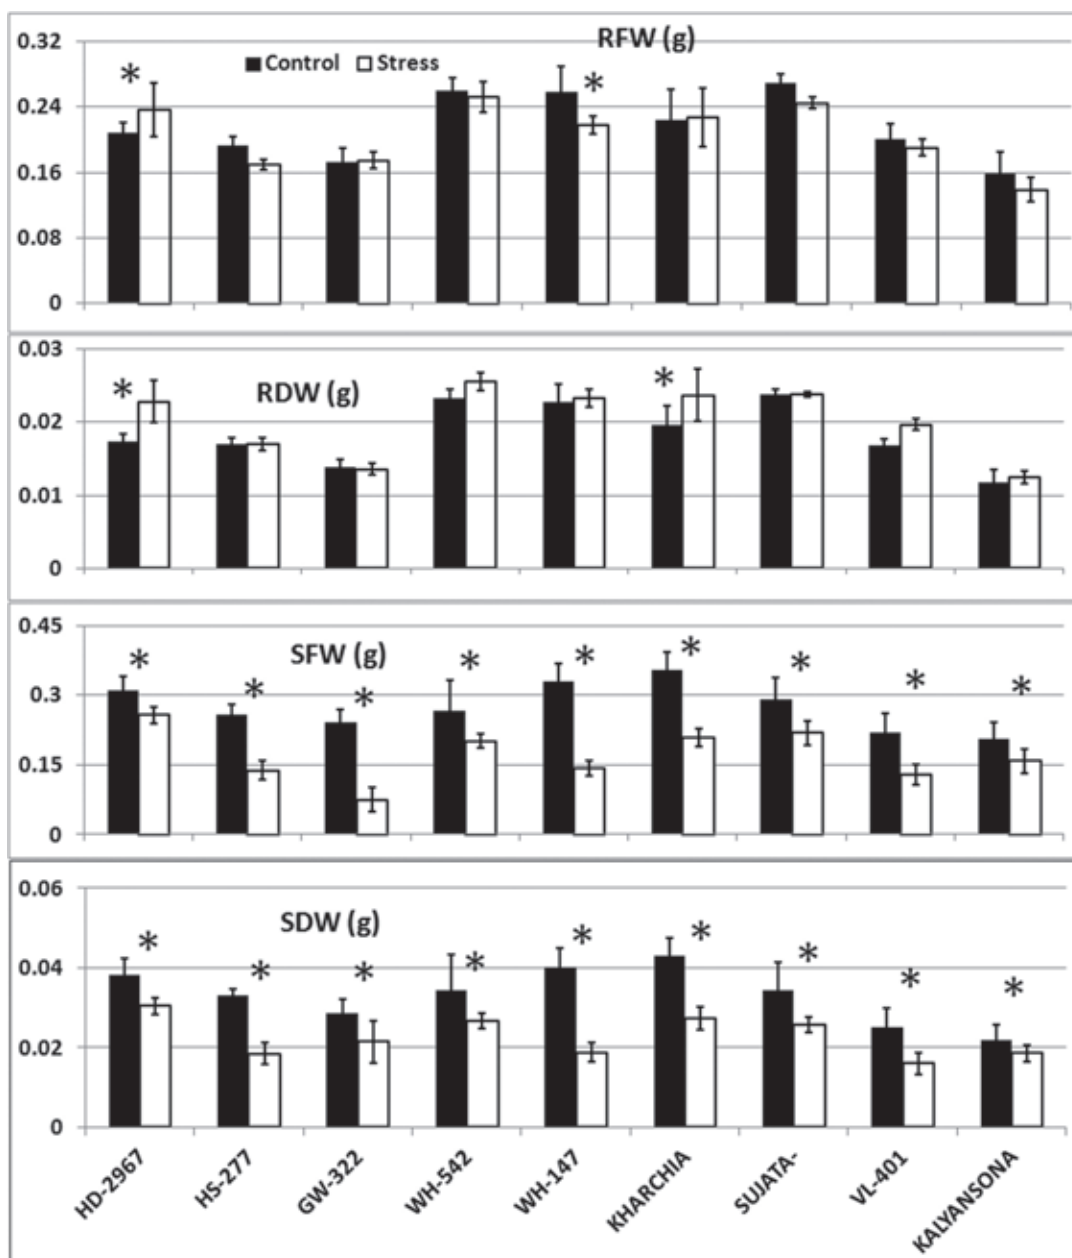 RFW (g)
0.32
Control Stress
*
*
0.24
0.16
0.08
0
0.03
RDW (g)
*
*
0.02
0.01
0
0.45
SFW (g)
* * * * * * * * *
0.3
0.15
0
0.06
SDW (g)
* * * * * * * * *
0.04
0.02
0
HD-2967
HS-277
GW-322
WH-542
WH-147
KHARCHIA
SUJATA-
VL-401
KALYANSONA